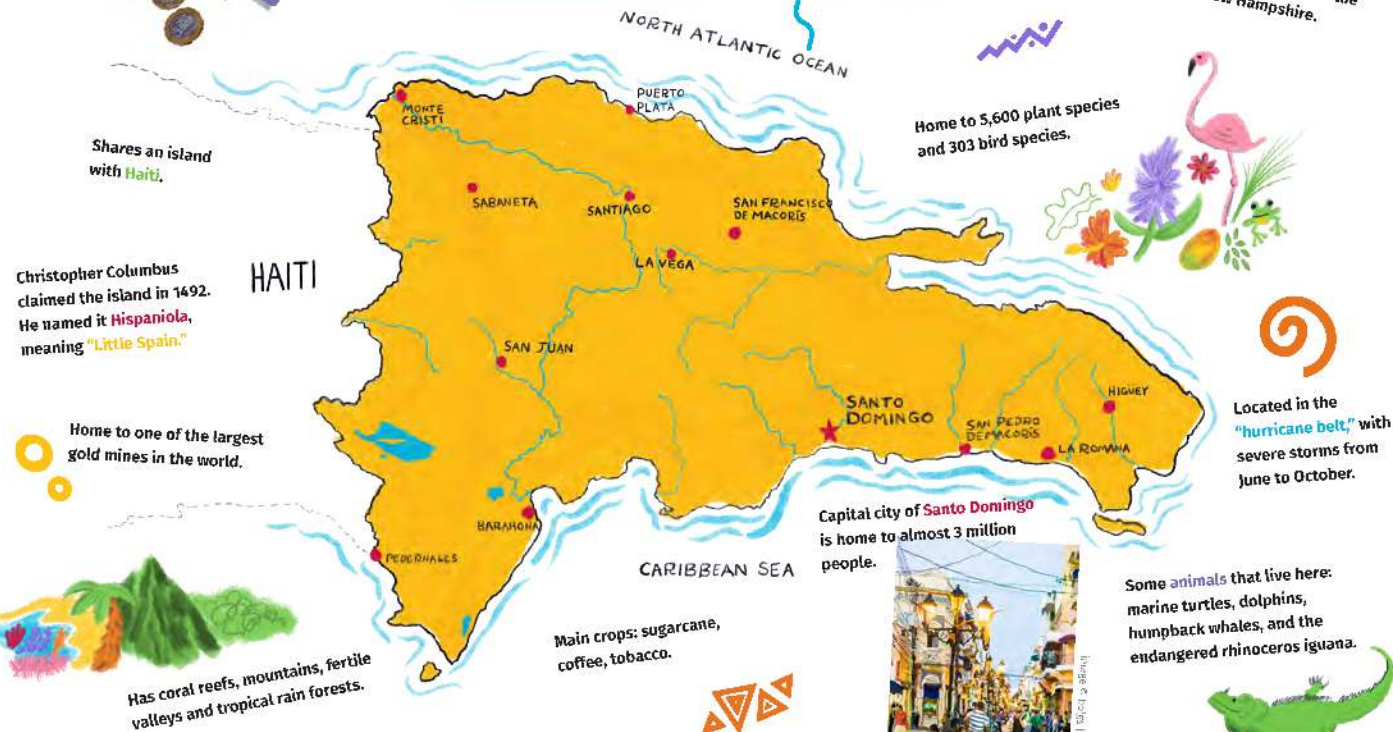 Hampshire.
NORTH ATLANTIC OCEAN
Shares an island
with Haiti.
MONTE
CRISTI
PUERTO
PLATA
Home to 5,600 plant species
and 303 bird species.
SABANETA
SANTIAGO
SAN FRANCISCO
DE MACORÍS
LA VEGA
Christopher Columbus
claimed the island in 1492.
He named it Hispaniola,
meaning "Little Spain."
HAITI
SAN JUAN
Home to one of the largest
gold mines in the world.
SANTO
DOMINGO
SAN PEDRO
DE MACORÍS
HIGUEY
LA ROMANA
Located in the
"hurricane belt," with
severe storms from
June to October.
BARAHONA
PEDERNALES
CARIBBEAN SEA
Capital city of Santo Domingo
is home to almost 3 million
people.
Some animals that live here:
marine turtles, dolphins,
humpback whales, and the
endangered rhinoceros iguana.
Main crops: sugarcane,
coffee, tobacco.
Has coral reefs, mountains, fertile
valleys and tropical rain forests.